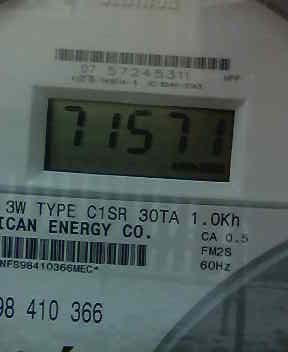 07 57245311
71571
3W TYPE C1SR 30TA 1.0Kh
ICAN ENERGY CO.
CA 0.5
FM2S
NF898410366MEC*
60Hz
98 410 366